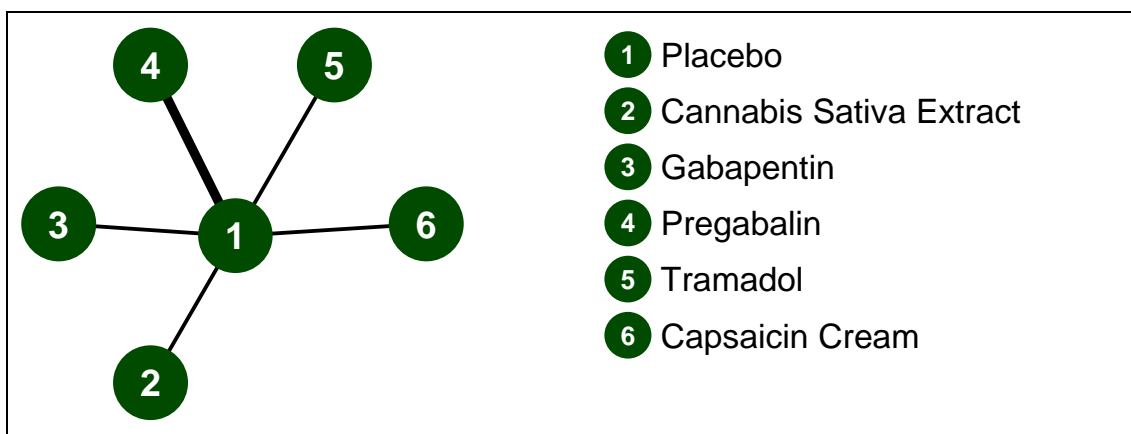 4
5
3
1
6
2
1 Placebo
2 Cannabis Sativa Extract
3 Gabapentin
4 Pregabalin
5 Tramadol
6 Capsaicin Cream